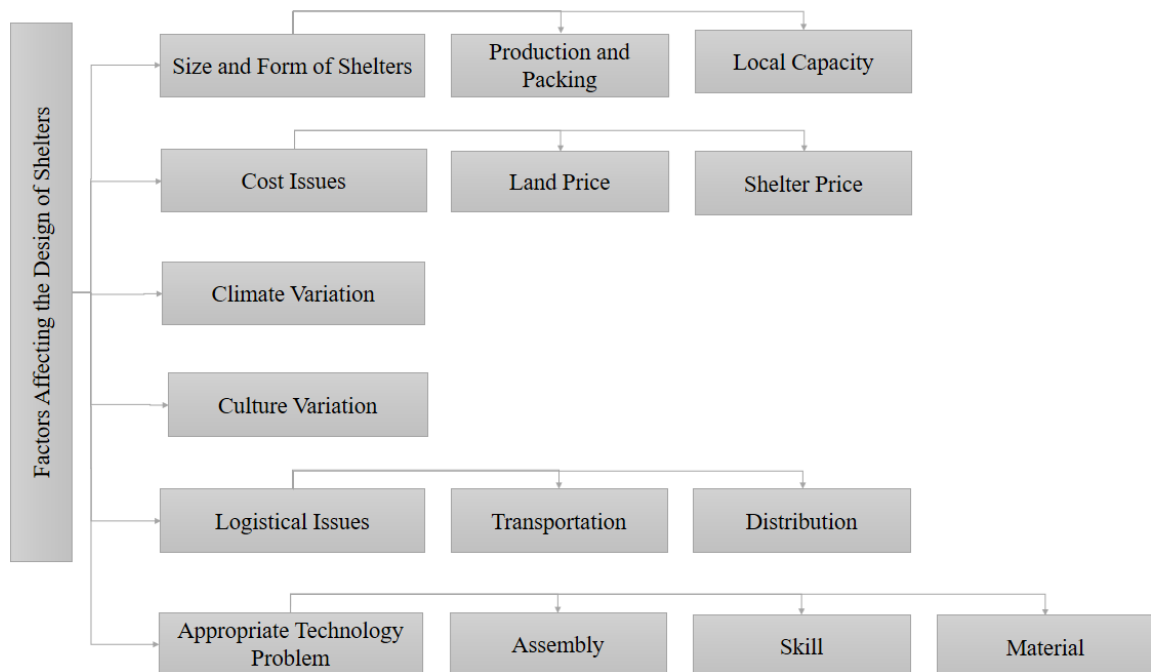 Factors Affecting the Design of Shelters
Size and Form of Shelters
Production and
Packing
Local Capacity
Cost Issues
Land Price
Shelter Price
Climate Variation
Culture Variation
Logistical Issues
Transportation
Distribution
Appropriate Technology
Problem
Assembly
Skill
Material